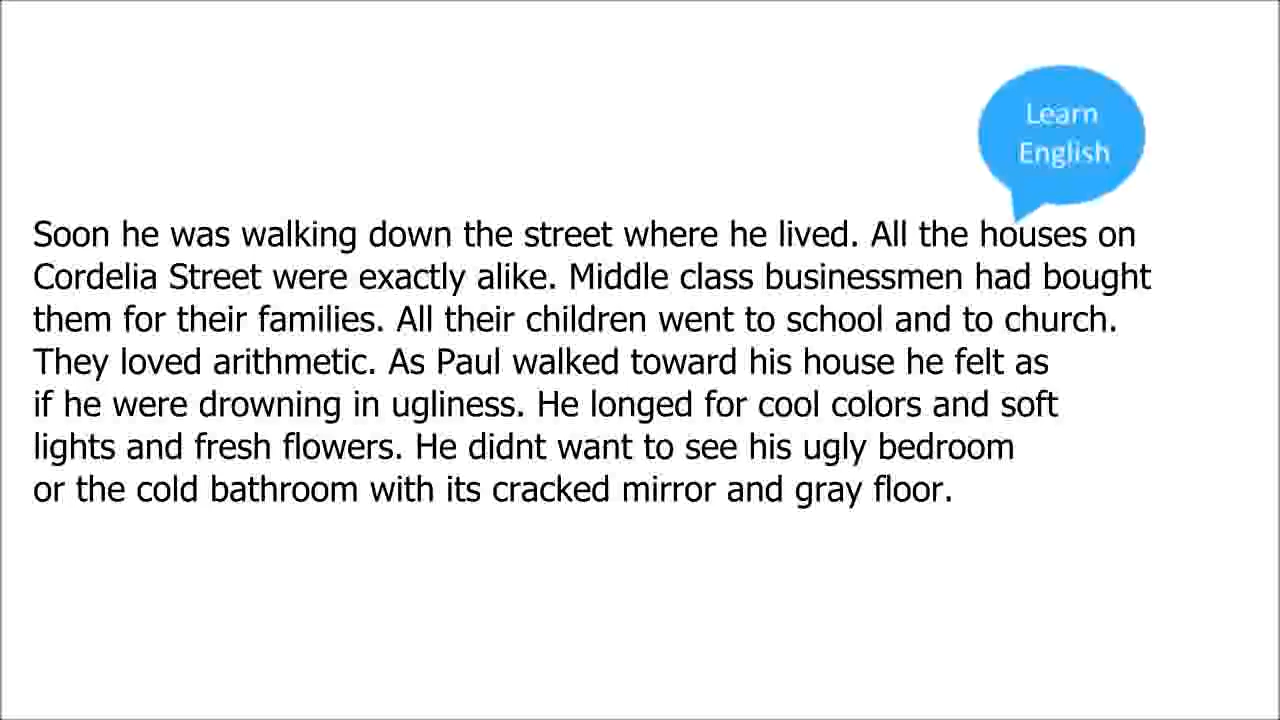 Learn
English
Soon he was walking down the street where he lived. All the houses on
Cordelia Street were exactly alike. Middle class businessmen had bought
them for their families. All their children went to school and to church.
They loved arithmetic. As Paul walked toward his house he felt as
if he were drowning in ugliness. He longed for cool colors and soft
lights and fresh flowers. He didnt want to see his ugly bedroom
or the cold bathroom with its cracked mirror and gray floor.